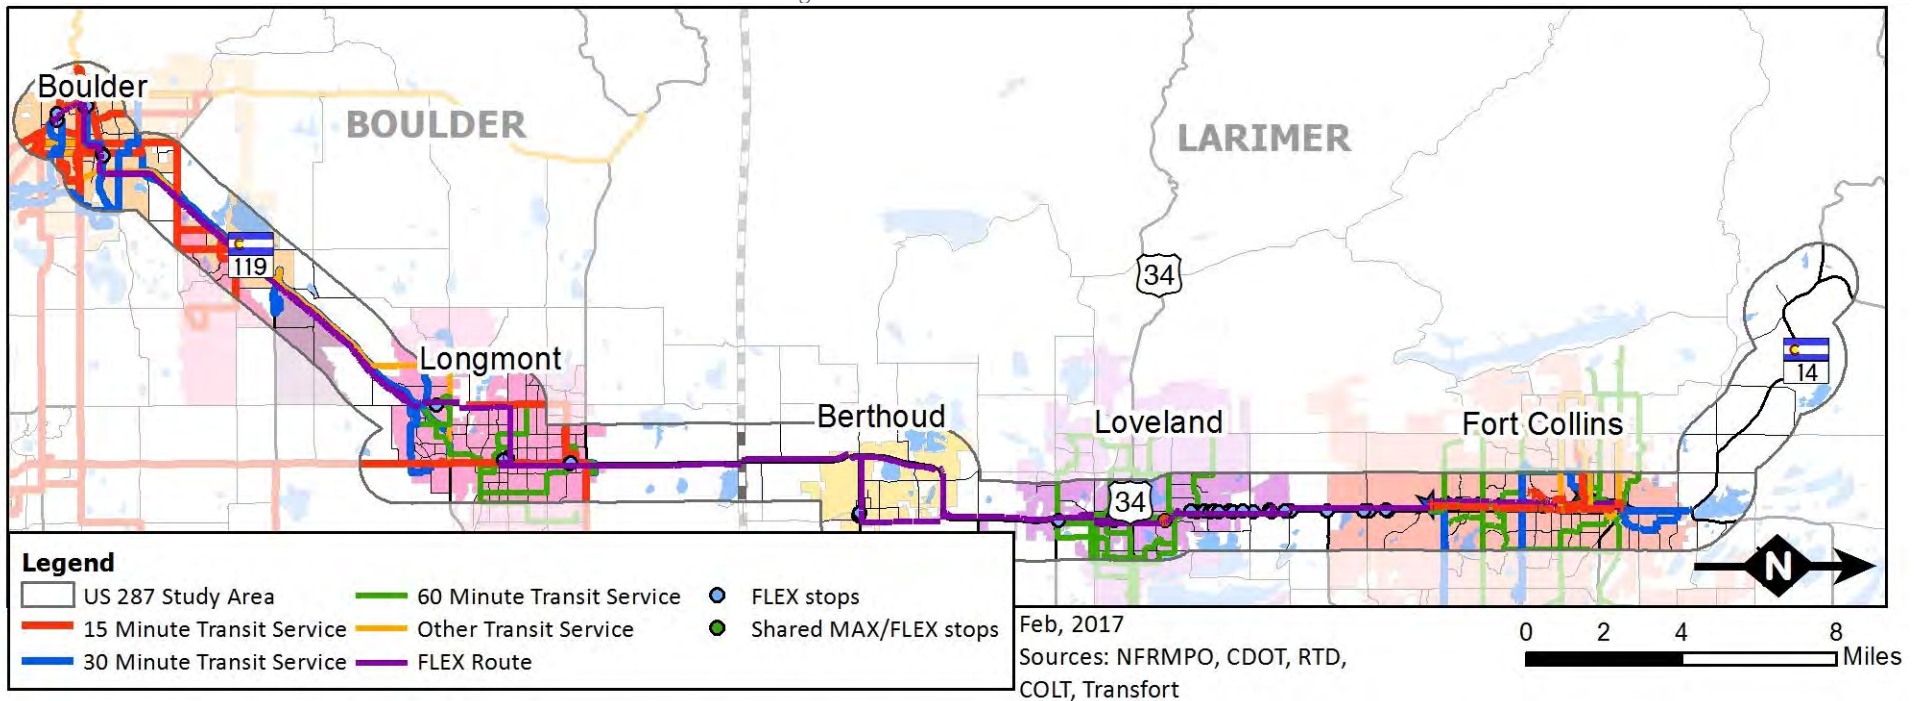 Boulder
BOULDER
LARIMER
119
34
14
Longmont
Berthoud
Loveland
Fort Collins
34
N
Legend
US 287 Study Area
15 Minute Transit Service
30 Minute Transit Service
60 Minute Transit Service
Other Transit Service
FLEX Route
FLEX stops
Shared MAX/FLEX stops
Feb, 2017
Sources: NFRMPO, CDOT, RTD,
COLT, Transfort
0 2 4 8
Miles